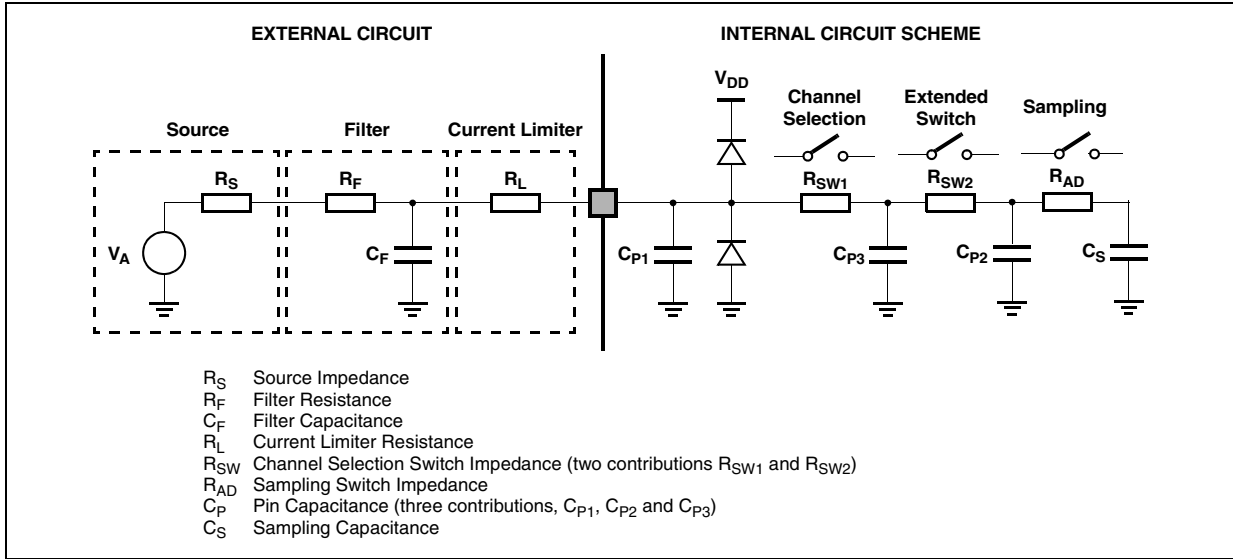 EXTERNAL CIRCUIT
INTERNAL CIRCUIT SCHEME
Source
Filter
Current Limiter
VDD
Channel
Selection
Extended
Switch
Sampling
RS
RF
RL
RSW1
RSW2
RAD
VA
CF
CP1
CP3
CP2
CS
RS Source Impedance
RF Filter Resistance
CF Filter Capacitance
RL Current Limiter Resistance
RSW Channel Selection Switch Impedance (two contributions RSW1 and RSW2)
RAD Sampling Switch Impedance
CP Pin Capacitance (three contributions, CP1, CP2 and CP3)
CS Sampling Capacitance